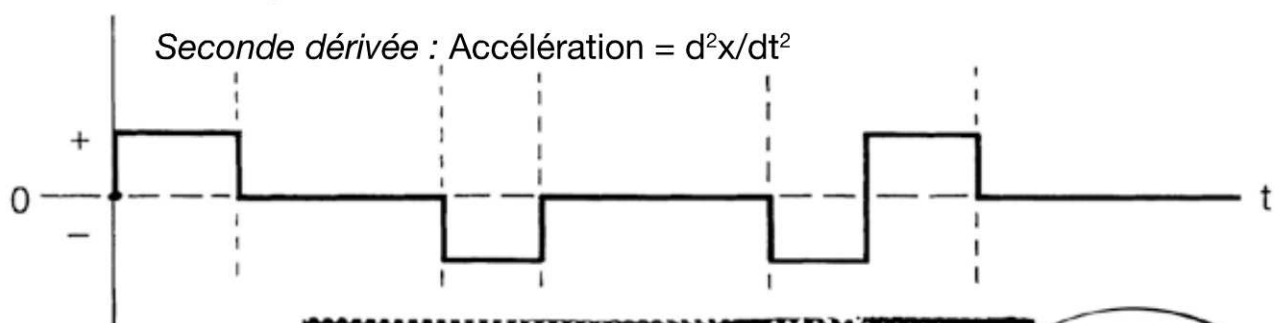 Seconde dérivée : Accélération = d²x/dt²
+
0
t
−